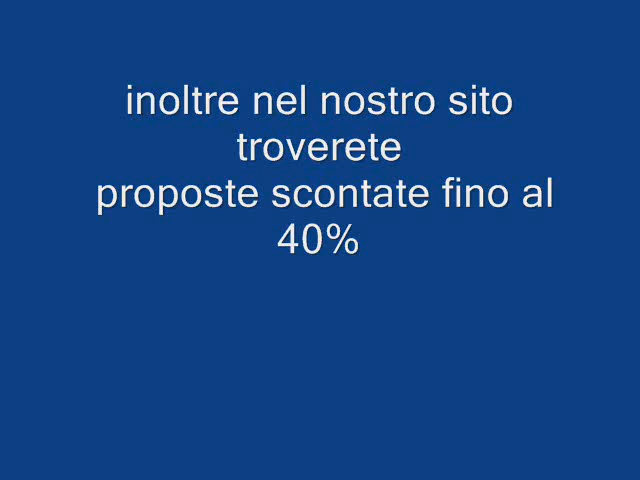 inoltre nel nostro sito
troverete
proposte scontate fino al
40%